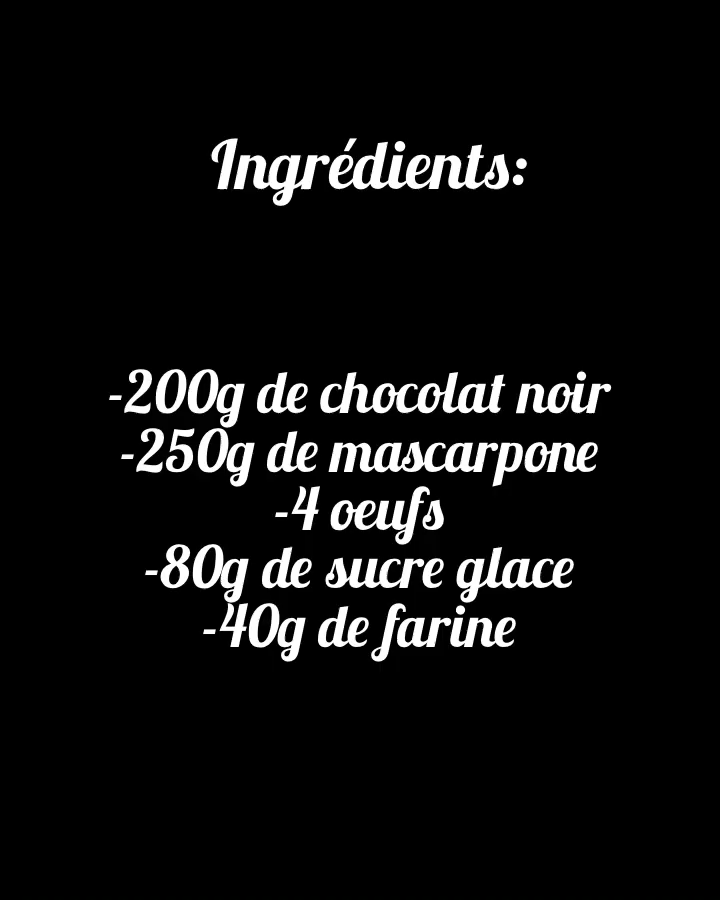 Ingrédients:
-200g de chocolat noir
-250g de mascarpone
-4 oeufs
-80g de sucre glace
-40g de farine